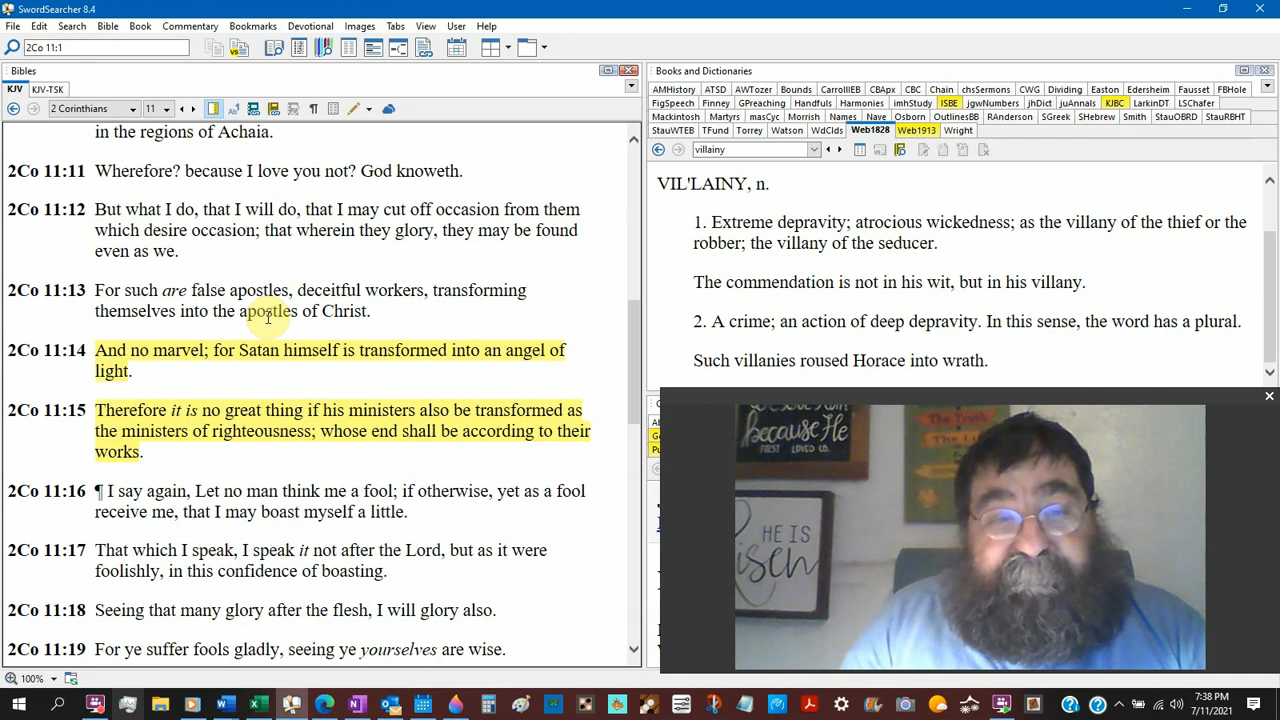 SwordSearcher 8.4
File Edit Search Bible Book Commentary Bookmarks Devotional Images Tabs View User Help
2Co 11:1
Bibles
KJV KJV-TSK
2 Corinthians 11
in the regions of Achaia.
2Co 11:11 Wherefore? because I love you not? God knoweth.
2Co 11:12 But what I do, that I will do, that I may cut off occasion from them
which desire occasion; that wherein they glory, they may be found
even as we.
2Co 11:13 For such are false apostles, deceitful workers, transforming
themselves into the apostles of Christ.
2Co 11:14 And no marvel; for Satan himself is transformed into an angel of
light.
2Co 11:15 Therefore it is no great thing if his ministers also be transformed as
the ministers of righteousness; whose end shall be according to their
works.
2Co 11:16 ¶ I say again, Let no man think me a fool; if otherwise, yet as a fool
receive me, that I may boast myself a little.
2Co 11:17 That which I speak, I speak it not after the Lord, but as it were
foolishly, in this confidence of boasting.
2Co 11:18 Seeing that many glory after the flesh, I will glory also.
2Co 11:19 For ye suffer fools gladly, seeing ye yourselves are wise.
100%
Books and Dictionaries
AMHistory ATSD AWTozer Bounds CarrollIEB CBApx CBC Chain chsSermons CWG Dividing Easton Edersheim Fausset FBHole
FigSpeech Finney GPreaching Handfuls Harmonies imhStudy ISBE jgwNumbers jhDict juAnnals KJBC LarkinDT LSChafer
Mackinnish Martyrs masCyc Morrish Names Nave Osborn OutlinesBB RAnderson SGreek SHebrew Smith StauOBRD StauRBHT
StauWTEB TFund Torrey Watson WdClds Web1828 Web1913 Wright
villainy
VIL'LAINY, n.
1. Extreme depravity; atrocious wickedness; as the villany of the thief or the
robber; the villany of the seducer.
The commendation is not in his wit, but in his villany.
2. A crime; an action of deep depravity. In this sense, the word has a plural.
Such villanies roused Horace into wrath.
Because He
FIRST LOVED US.
The Truth
HE IS
Risen
7:38 PM
7/11/2021